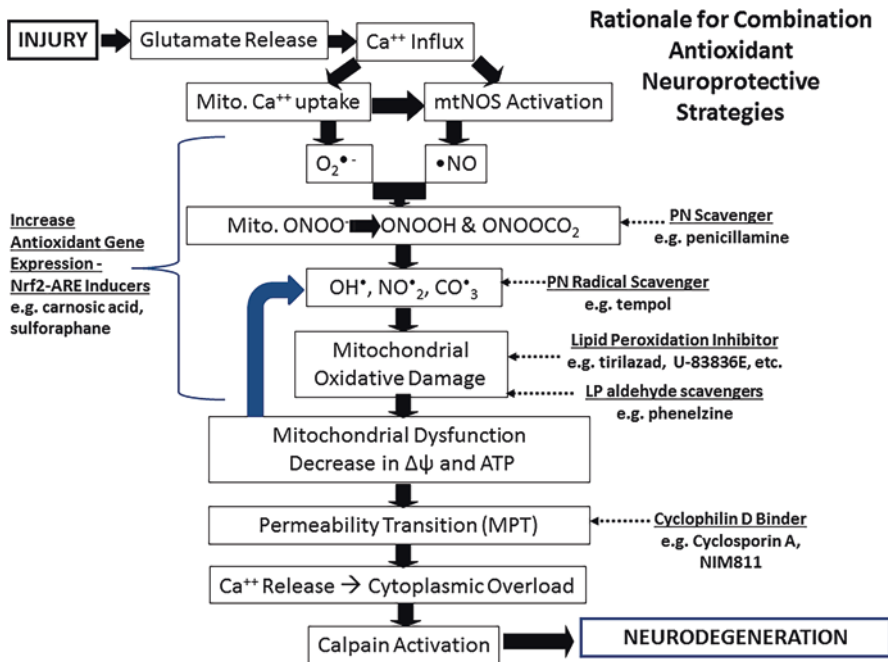 Rationale for Combination
Antioxidant
Neuroprotective
Strategies
INJURY
Glutamate Release
Ca⁺⁺ Influx
Mito. Ca⁺⁺ uptake
mtNOS Activation
O₂•⁻
•NO
Mito. ONOO⁻ ONOOH & ONOOCO₂
PN Scavenger
e.g. penicillamine
Increase
Antioxidant Gene
Expression -
Nrf2-ARE Inducers
e.g. carnosic acid,
sulforaphane
OH•, NO•₂, CO•₃
PN Radical Scavenger
e.g. tempol
Mitochondrial
Oxidative Damage
Lipid Peroxidation Inhibitor
e.g. tirilazad, U-83836E, etc.
LP aldehyde scavengers
e.g. phenelzine
Mitochondrial Dysfunction
Decrease in Δψ and ATP
Permeability Transition (MPT)
Cyclophilin D Binder
e.g. Cyclosporin A,
NIM811
Ca⁺⁺ Release → Cytoplasmic Overload
Calpain Activation
NEURODEGENERATION